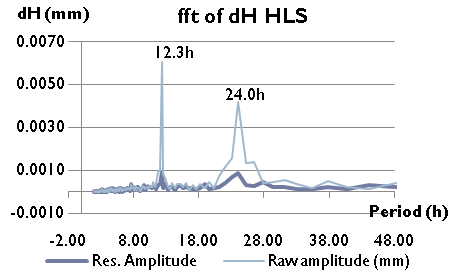 dH (mm)
fft of dH HLS
0.0070
12.3h
0.0050
24.0h
0.0030
0.0010
-0.0010
Period (h)
-2.00 8.00 18.00 28.00 38.00 48.00
Res. Amplitude Raw amplitude (mm)